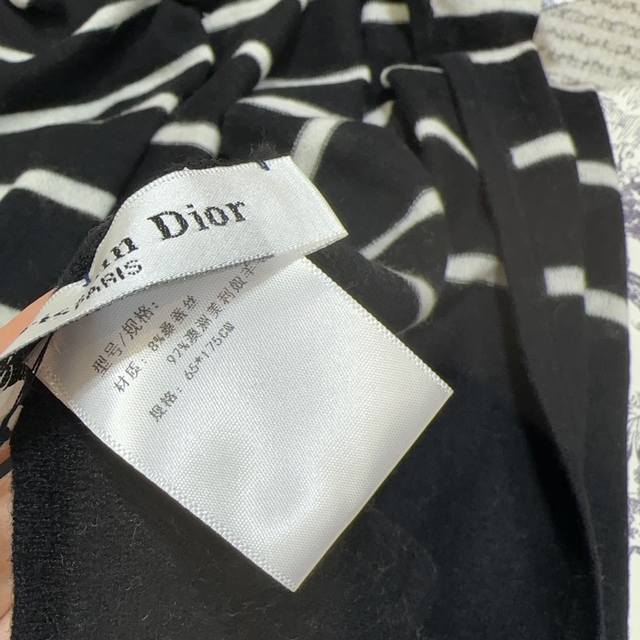 Dior
PARIS
型号/规格:
材质: 8%桑蚕丝
92%澳洲美利奴羊
规格: 65*175CM